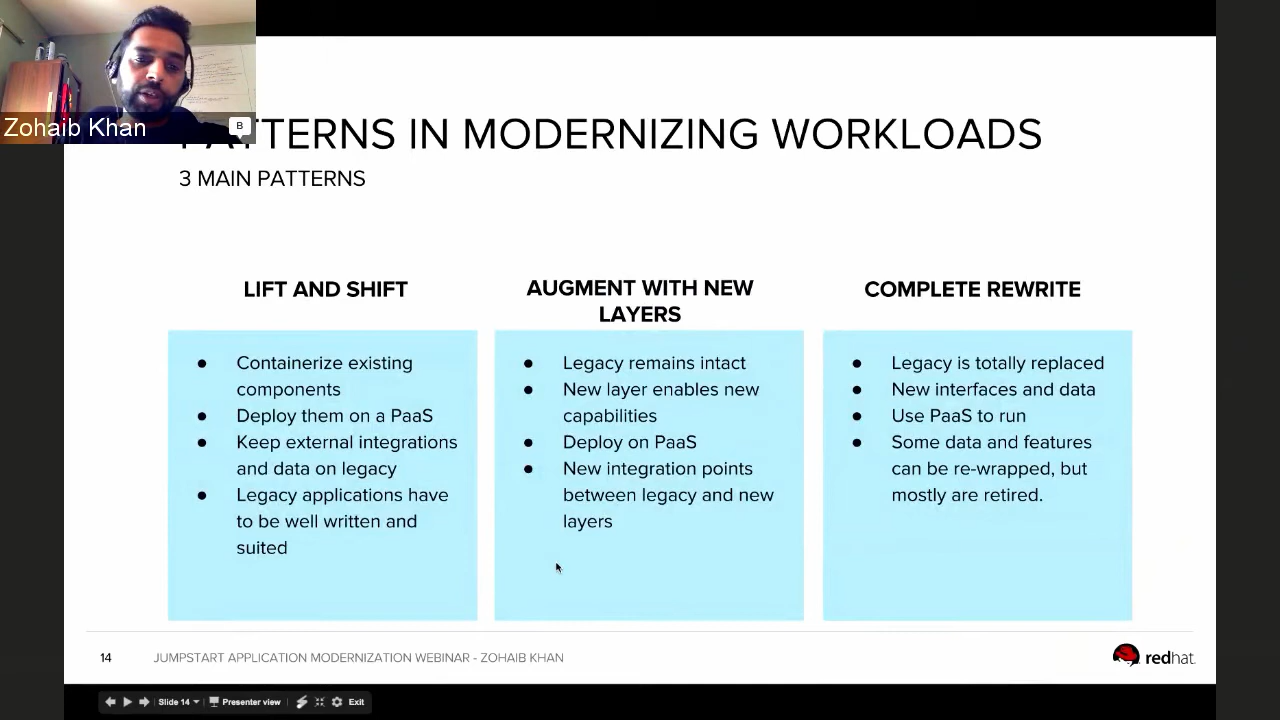 Zohaib Khan
B
PATTERNS IN MODERNIZING WORKLOADS
3 MAIN PATTERNS
LIFT AND SHIFT
● Containerize existing
components
● Deploy them on a PaaS
● Keep external integrations
and data on legacy
● Legacy applications have
to be well written and
suited
AUGMENT WITH NEW
LAYERS
● Legacy remains intact
● New layer enables new
capabilities
● Deploy on PaaS
● New integration points
between legacy and new
layers
COMPLETE REWRITE
● Legacy is totally replaced
● New interfaces and data
● Use PaaS to run
● Some data and features
can be re-wrapped, but
mostly are retired.
14 JUMPSTART APPLICATION MODERNIZATION WEBINAR - ZOHAIB KHAN
redhat.
Slide 14 Presenter view Exit